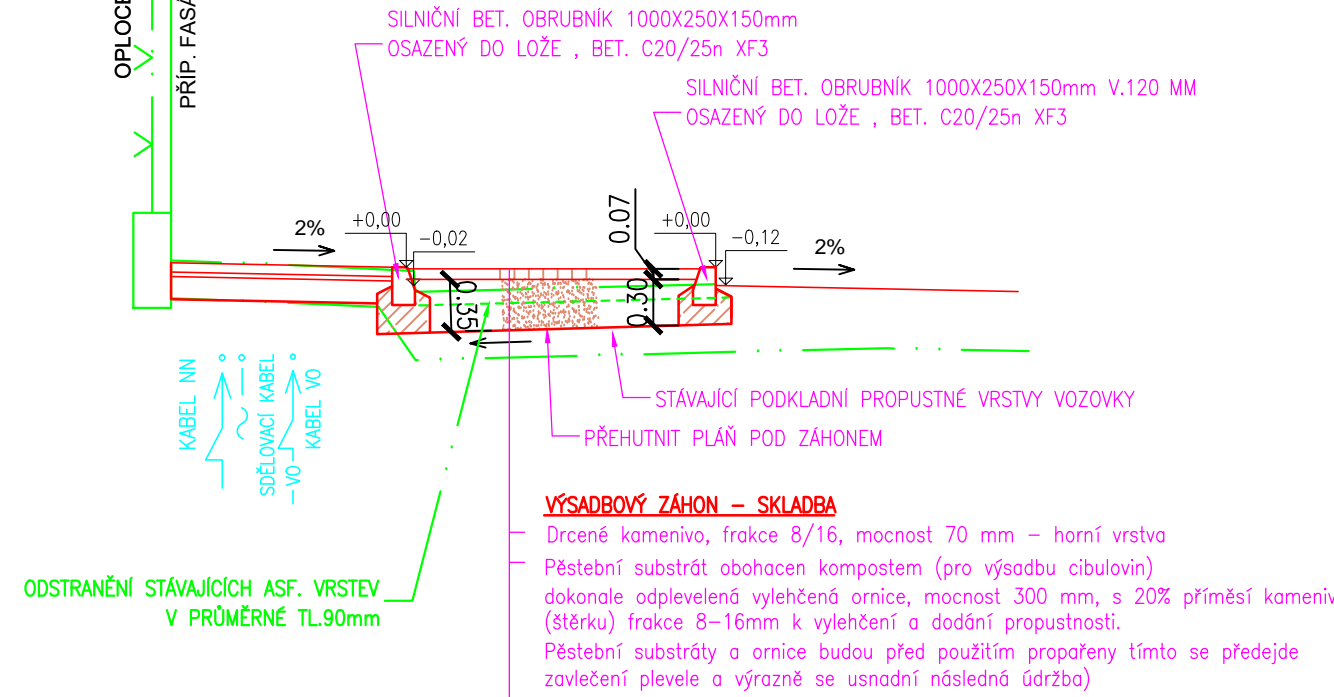 SILNIČNÍ BET. OBRUBNÍK 1000X250X150mm
OSAZENÝ DO LOŽE , BET. C20/25n XF3
SILNIČNÍ BET. OBRUBNÍK 1000X250X150mm V.120 MM
OSAZENÝ DO LOŽE , BET. C20/25n XF3
OPLOCE
PŘÍP. FASÁ
2%
+0,00
-0,02
0.07
+0,00
-0,12
2%
0.35
0.30
KABEL NN
SDĚLOVACÍ KABEL
VO
KABEL VO
STÁVAJÍCÍ PODKLADNÍ PROPUSTNÉ VRSTVY VOZOVKY
PŘEHUTNIT PLÁŇ POD ZÁHONEM
VÝSADBOVÝ ZÁHON – SKLADBA
Drcené kamenivo, frakce 8/16, mocnost 70 mm – horní vrstva
Pěstební substrát obohacen kompostem (pro výsadbu cibulovin)
dokonale odplevelená vylehčená ornice, mocnost 300 mm, s 20% příměsí kameniv
(štěrku) frakce 8–16mm k vylehčení a dodání propustnosti.
Pěstební substráty a ornice budou před použitím propařeny tímto se předejde
zavlečení plevele a výrazně se usnadní následná údržba)
ODSTRANĚNÍ STÁVAJÍCÍCH ASF. VRSTEV
V PRŮMĚRNÉ TL.90mm